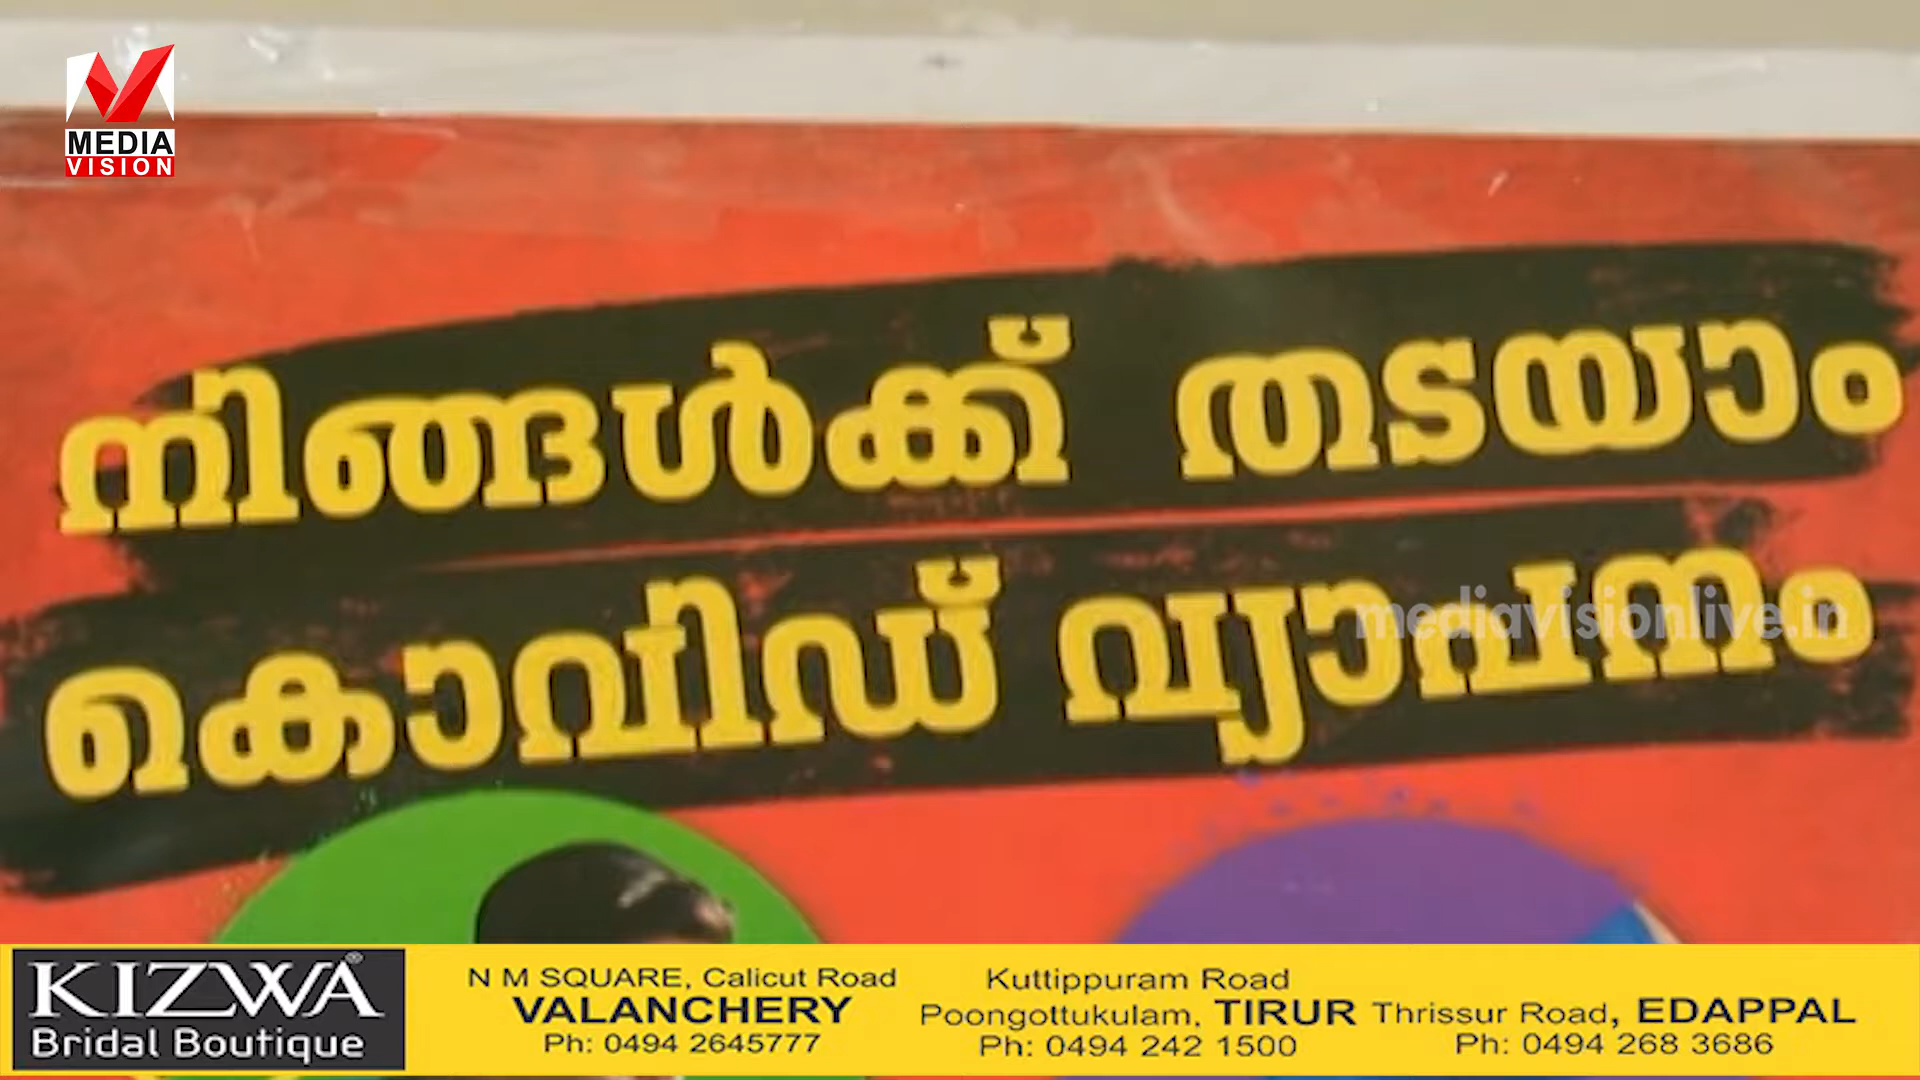 MEDIA
VISION
നിങ്ങൾക്ക് തടയാം
കൊവിഡ് വ്യാപനം
mediavisionlive.in
KIZWA®
Bridal Boutique
N M SQUARE, Calicut Road
VALANCHERY
Ph: 0494 2645777
Kuttippuram Road
Poongottukulam, TIRUR
Ph: 0494 242 1500
Thrissur Road, EDAPPAL
Ph: 0494 268 3686